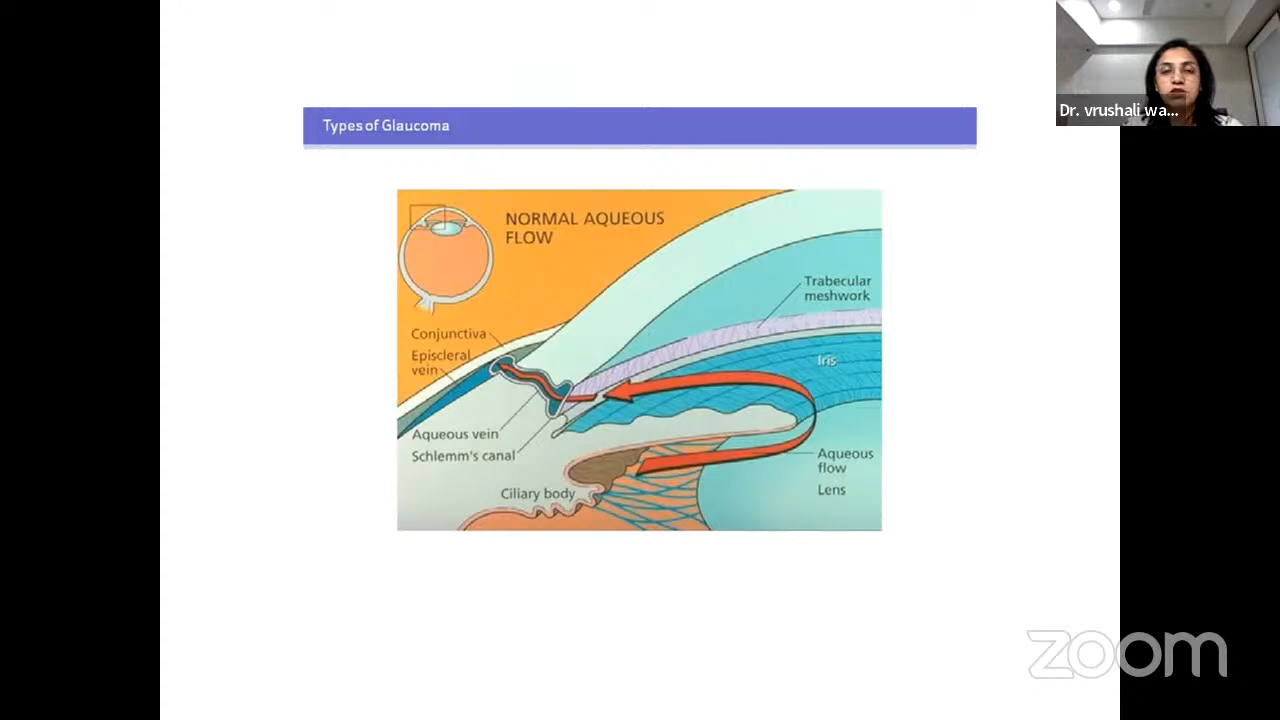 Dr. vrushali wa...
Types of Glaucoma
NORMAL AQUEOUS
FLOW
Trabecular
meshwork
Conjunctiva
Episcleral
vein
Iris
Aqueous vein
Schlemm's canal
Aqueous
flow
Ciliary body
Lens
zoom